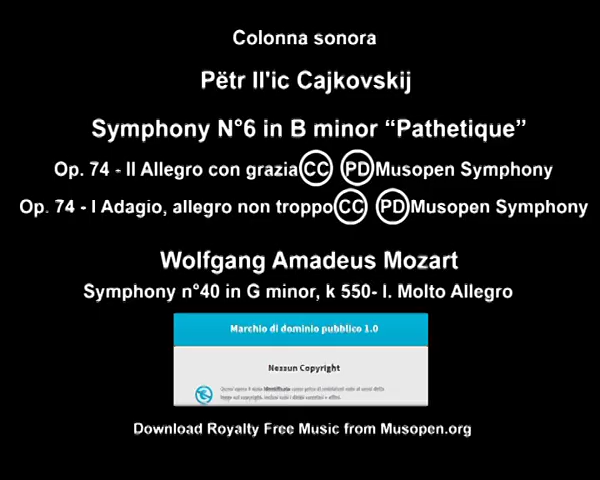 Colonna sonora
Pëtr Il'ic Cajkovskij
Symphony N°6 in B minor “Pathetique”
Op. 74 - II Allegro con grazia CC PD Musopen Symphony
Op. 74 - I Adagio, allegro non troppo CC PD Musopen Symphony
Wolfgang Amadeus Mozart
Symphony n°40 in G minor, k 550- I. Molto Allegro
Marchio di dominio pubblico 1.0
Nessun Copyright
Download Royalty Free Music from Musopen.org